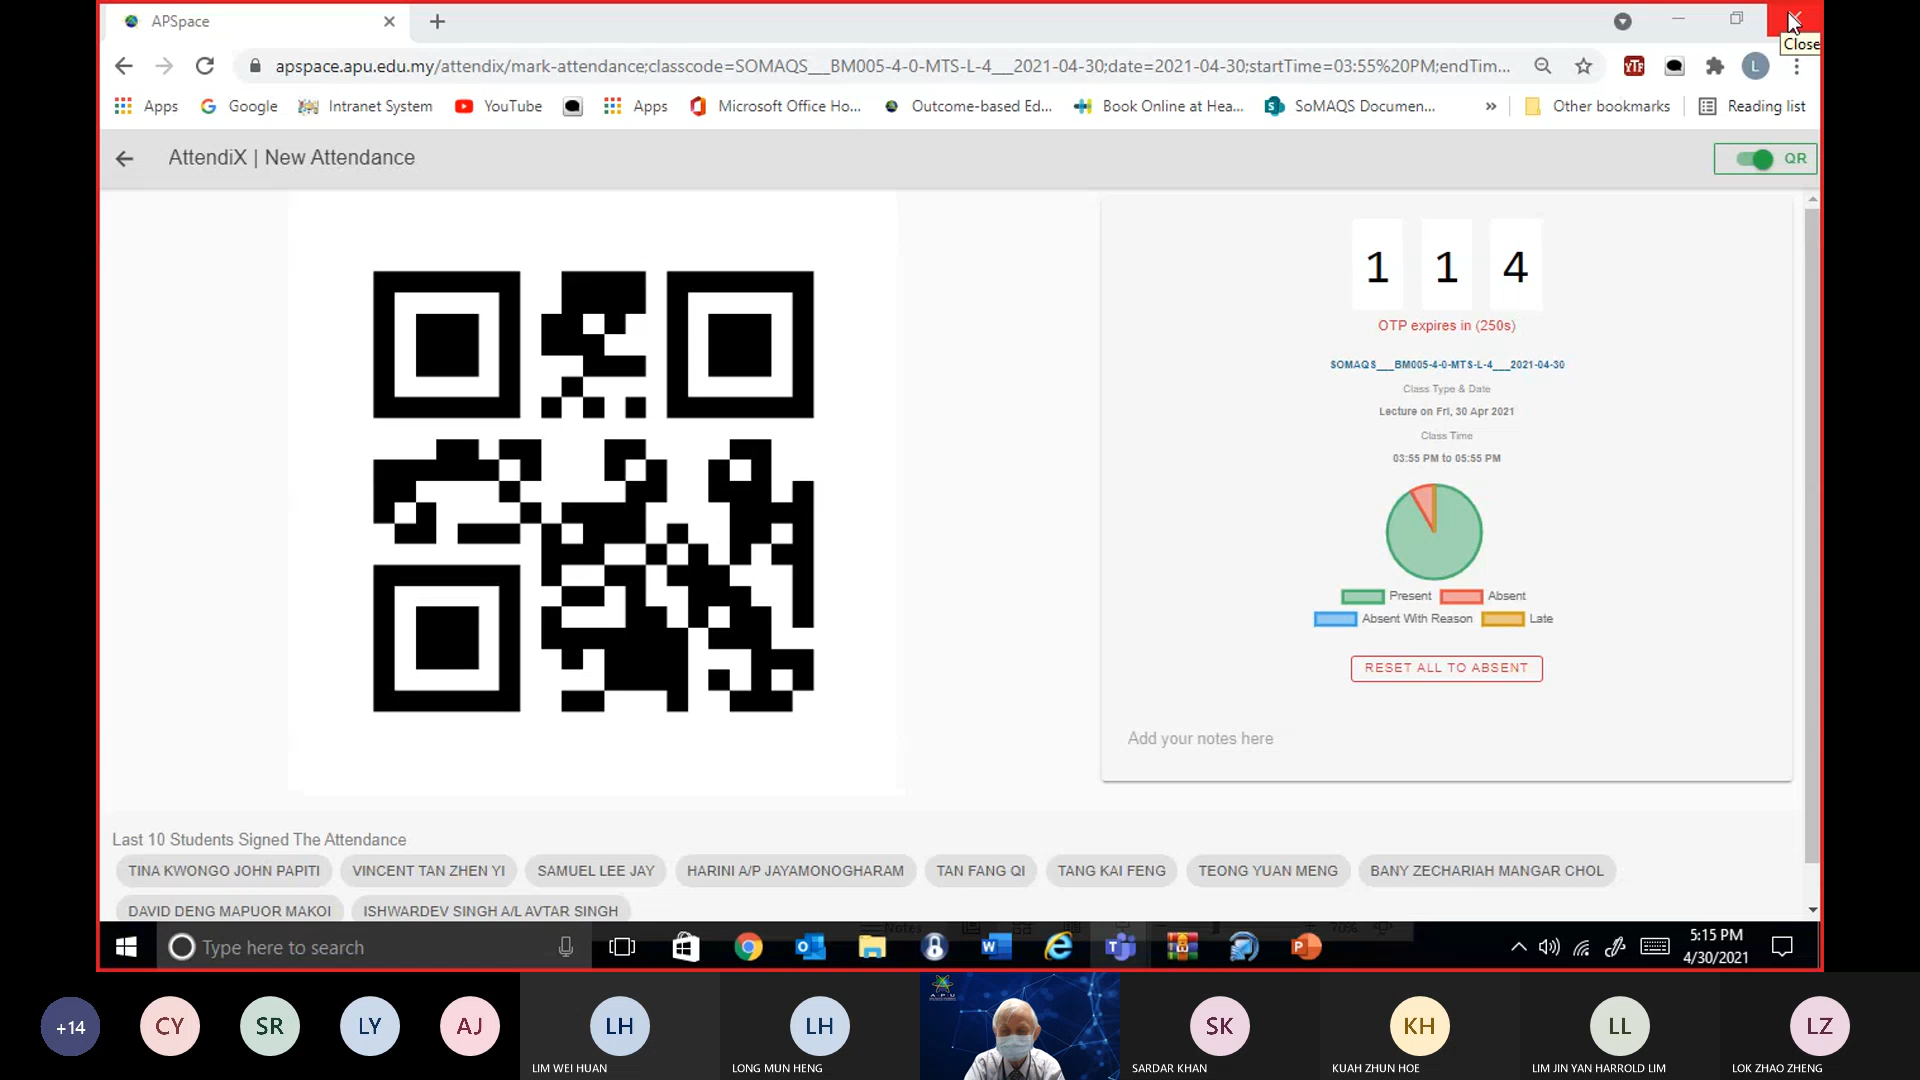 APSpace
Close
apspace.apu.edu.my/attendix/mark-attendance;classcode=SOMAQS___BM005-4-0-MTS-L-4___2021-04-30;date=2021-04-30;startTime=03:55%20PM;endTim...
YTF
L
Apps
Google
Intranet System
YouTube
Apps
Microsoft Office Ho...
Outcome-based Ed...
Book Online at Hea...
SoMAQS Documen...
»
Other bookmarks
Reading list
AttendiX | New Attendance
QR
1 1 4
OTP expires in (250s)
SOMAQS___BM005-4-0-MTS-L-4___2021-04-30
Class Type & Date
Lecture on Fri, 30 Apr 2021
Class Time
03:55 PM to 05:55 PM
Present Absent
Absent With Reason Late
RESET ALL TO ABSENT
Add your notes here
Last 10 Students Signed The Attendance
TINA KWONGO JOHN PAPITI
VINCENT TAN ZHEN YI
SAMUEL LEE JAY
HARINI A/P JAYAMONOGHARAM
TAN FANG QI
TANG KAI FENG
TEONG YUAN MENG
BANY ZECHARIAH MANGAR CHOL
DAVID DENG MAPUOR MAKOI
ISHWARDEV SINGH A/L AVTAR SINGH
Notes
70%
Type here to search
5:15 PM
4/30/2021
+14
CY
SR
LY
AJ
LH
LIM WEI HUAN
LH
LONG MUN HENG
APU
SK
SARDAR KHAN
KH
KUAH ZHUN HOE
LL
LIM JIN YAN HARROLD LIM
LZ
LOK ZHAO ZHENG